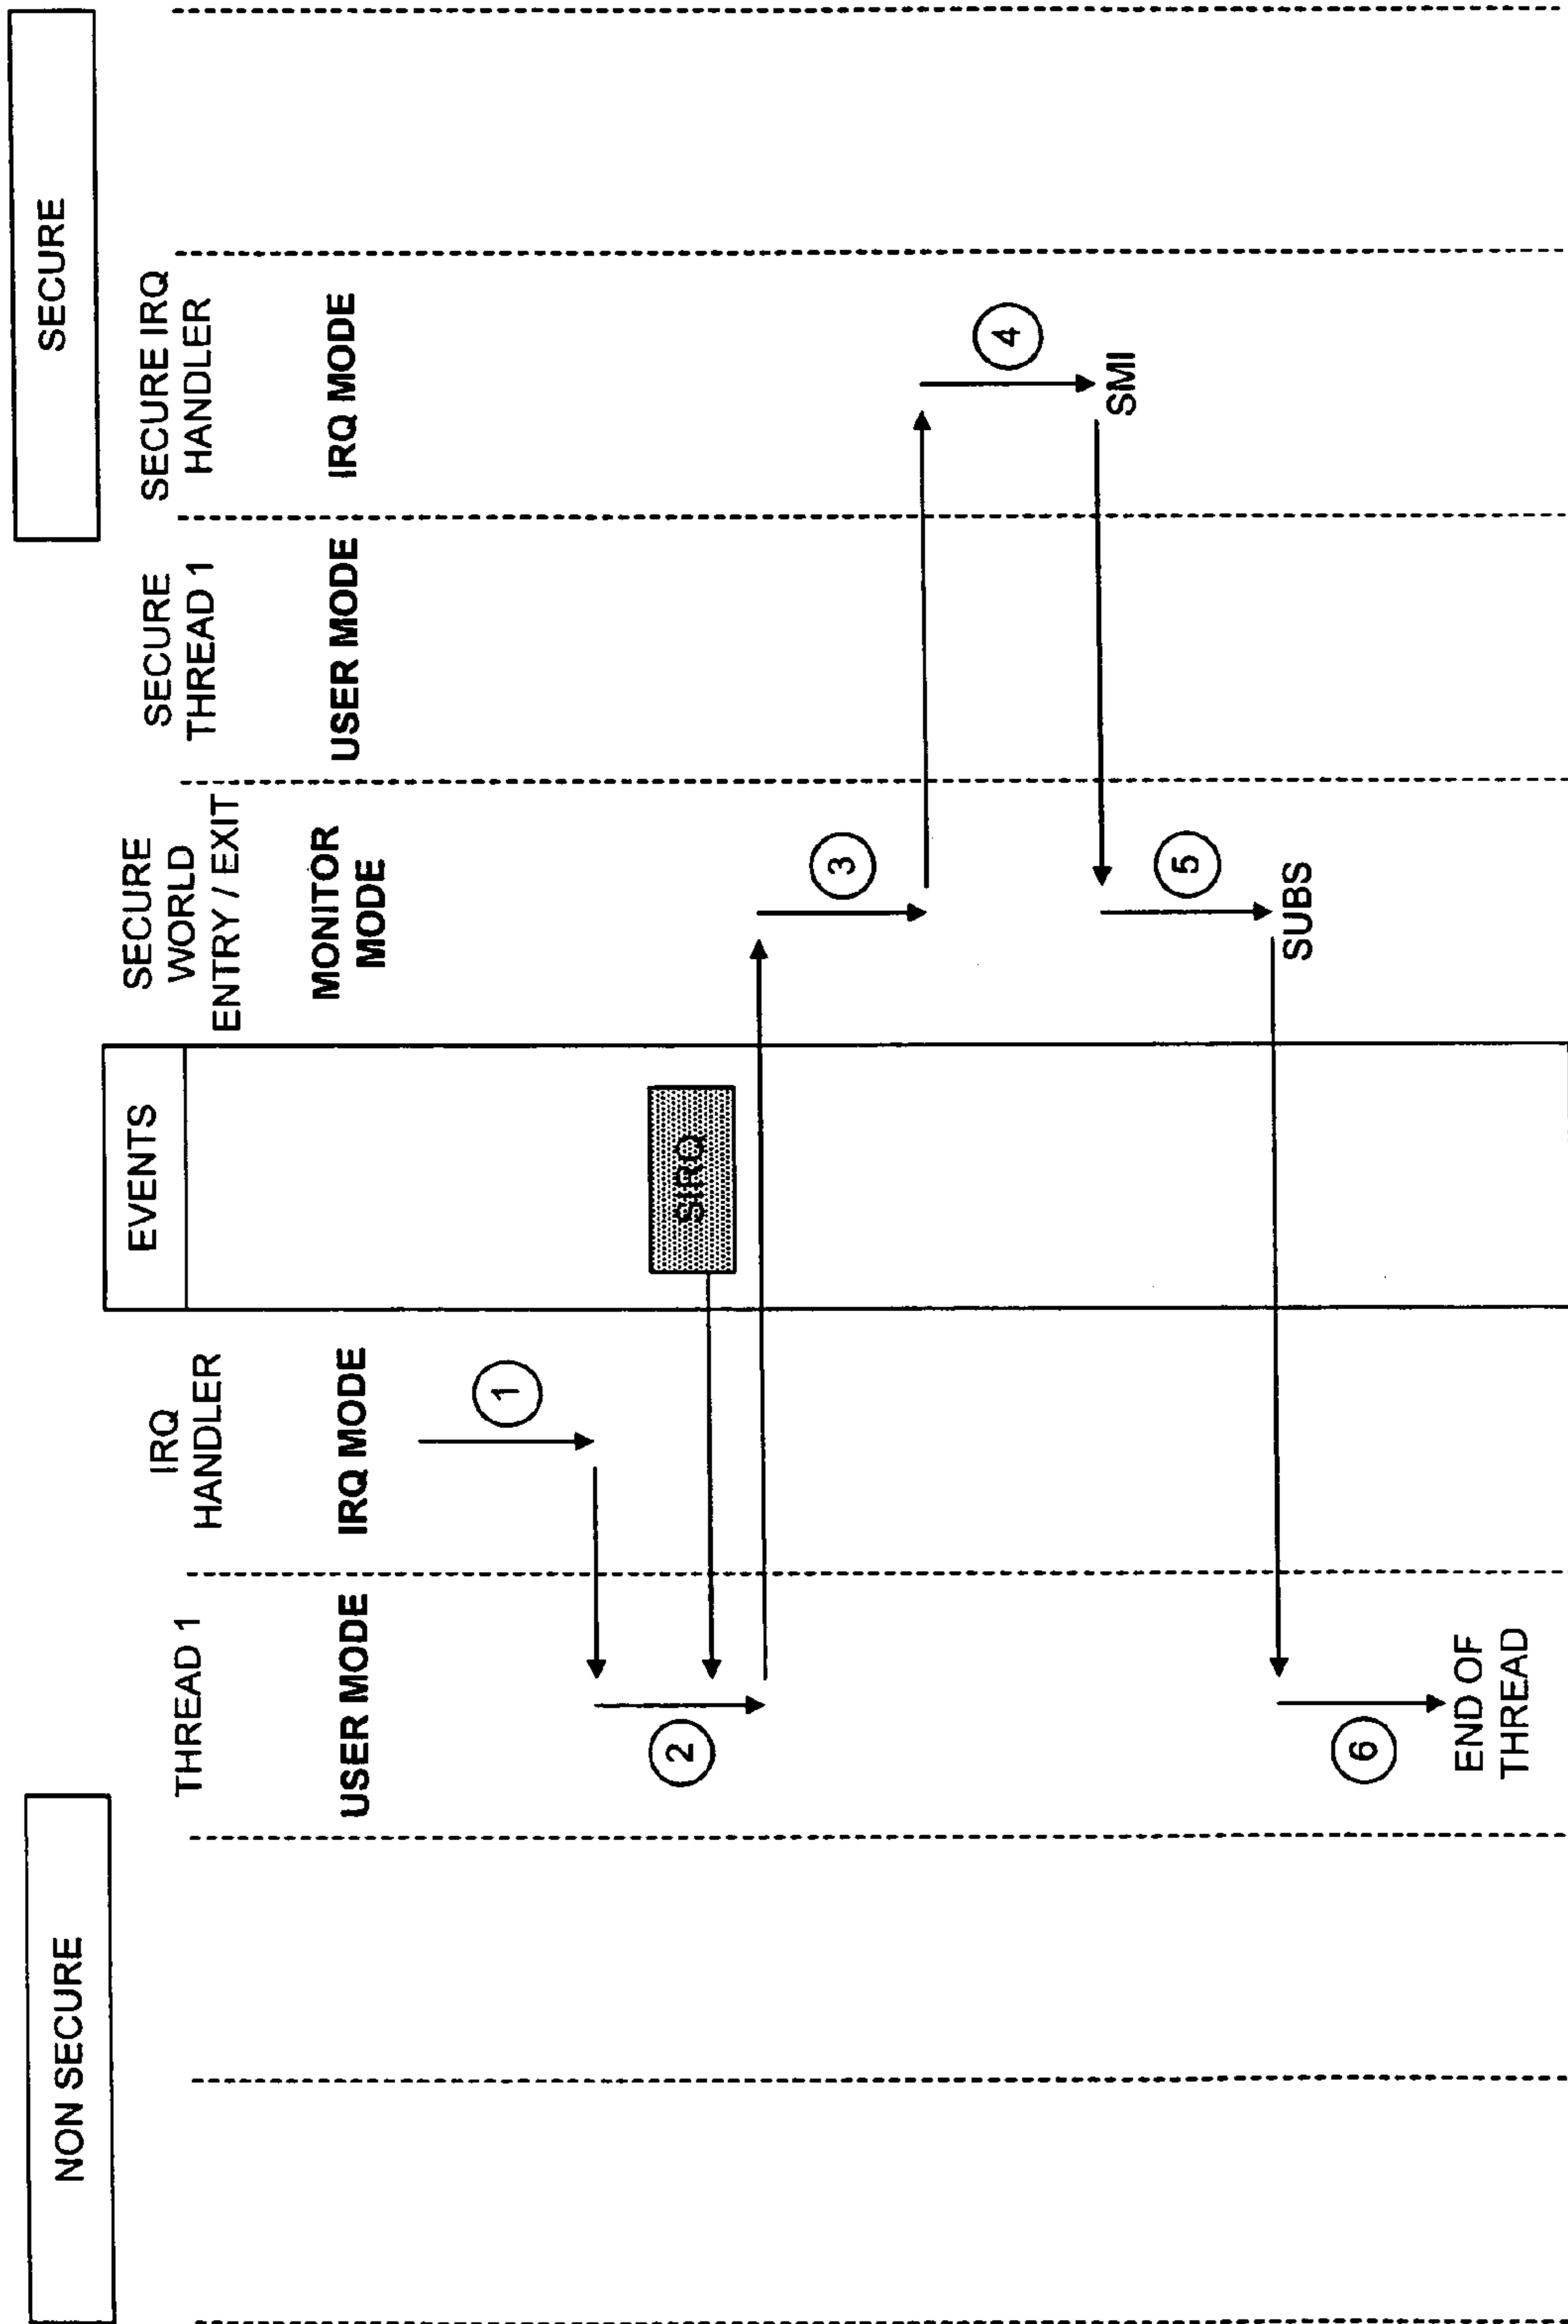 NON SECURE
SECURE
EVENTS
THREAD 1
USER MODE
IRQ
HANDLER
IRQ MODE
SECURE
WORLD
ENTRY / EXIT
MONITOR
MODE
SECURE
THREAD 1
USER MODE
SECURE IRQ
HANDLER
IRQ MODE
1
2
SIRQ
3
4
SMI
5
SUBS
6
END OF
THREAD